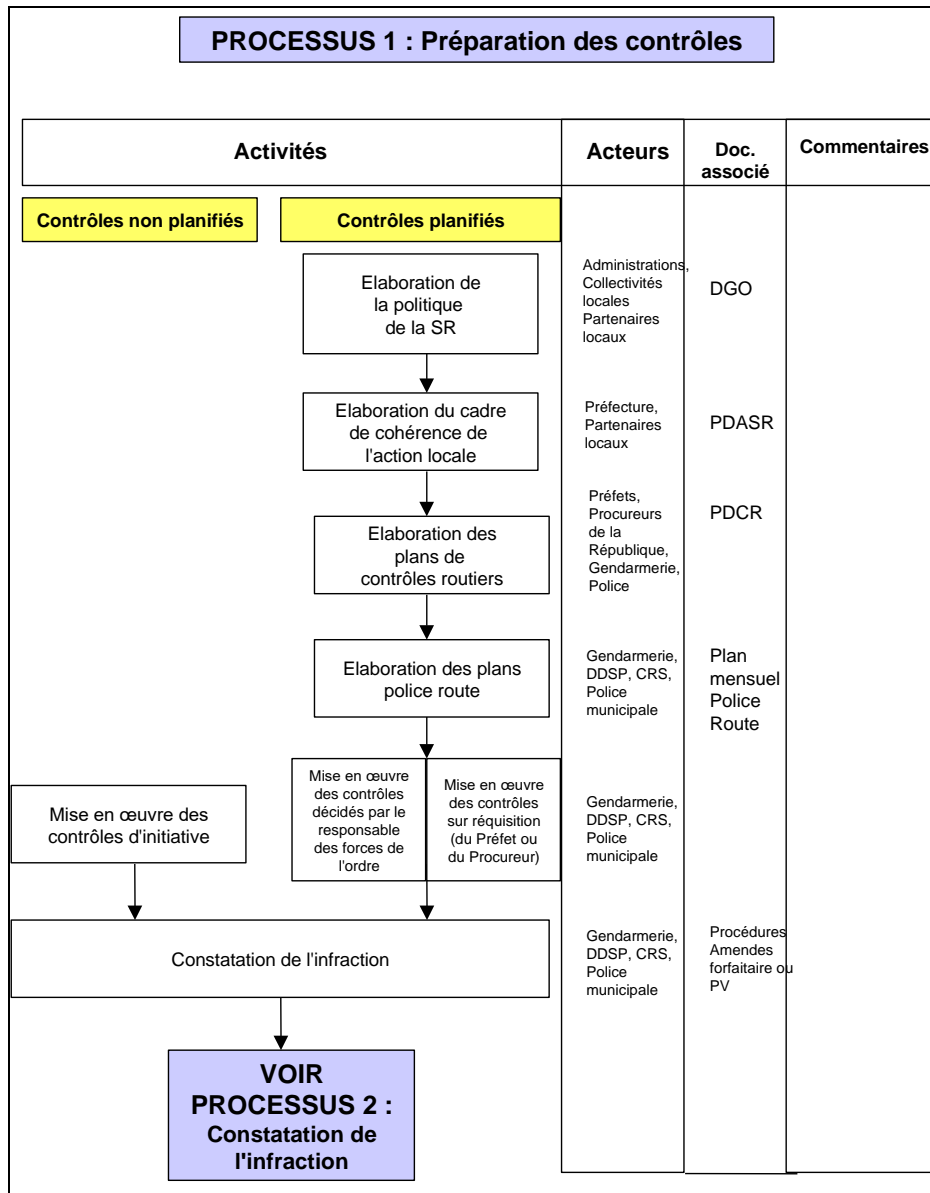 PROCESSUS 1 : Préparation des contrôles
Activités
Acteurs
Doc.
associé
Commentaires
Contrôles non planifiés
Contrôles planifiés
Elaboration de
la politique
de la SR
Administrations,
Collectivités
locales
Partenaires
locaux
DGO
Elaboration du cadre
de cohérence de
l'action locale
Préfecture,
Partenaires
locaux
PDASR
Elaboration des
plans de
contrôles routiers
Préfets,
Procureurs
de la
République,
Gendarmerie,
Police
PDCR
Elaboration des plans
police route
Gendarmerie,
DDSP, CRS,
Police
municipale
Plan
mensuel
Police
Route
Mise en œuvre des
contrôles d'initiative
Mise en œuvre
des contrôles
décidés par le
responsable
des forces de
l'ordre
Mise en œuvre
des contrôles
sur réquisition
(du Préfet ou
du Procureur)
Gendarmerie,
DDSP, CRS,
Police
municipale
Constatation de l'infraction
Gendarmerie,
DDSP, CRS,
Police
municipale
Procédures
Amendes
forfaitaire ou
PV
VOIR
PROCESSUS 2 :
Constatation de
l'infraction